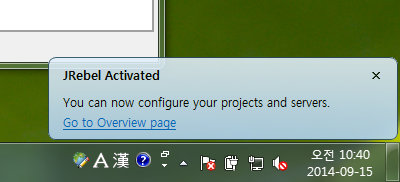 JRebel Activated
You can now configure your projects and servers.
Go to Overview page
A 漢 ?
오전 10:40
2014-09-15